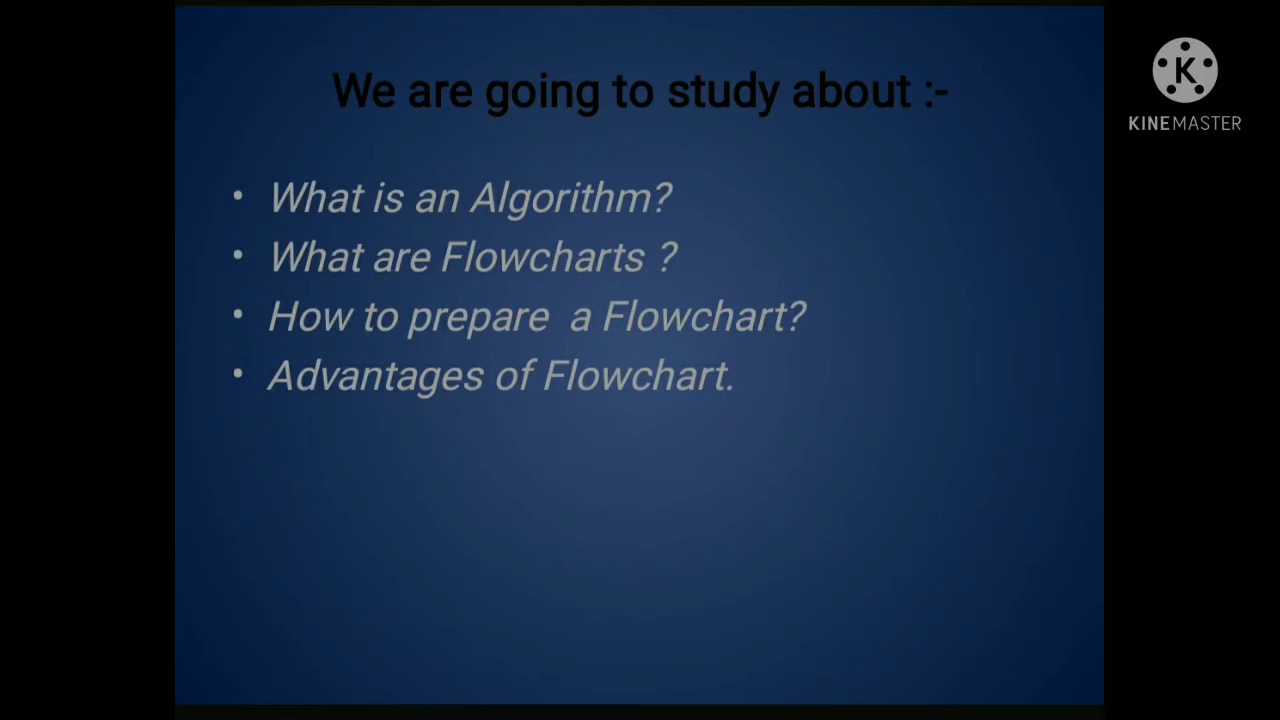 We are going to study about :-
• What is an Algorithm?
• What are Flowcharts ?
• How to prepare  a Flowchart?
• Advantages of Flowchart.
K
KINEMASTER